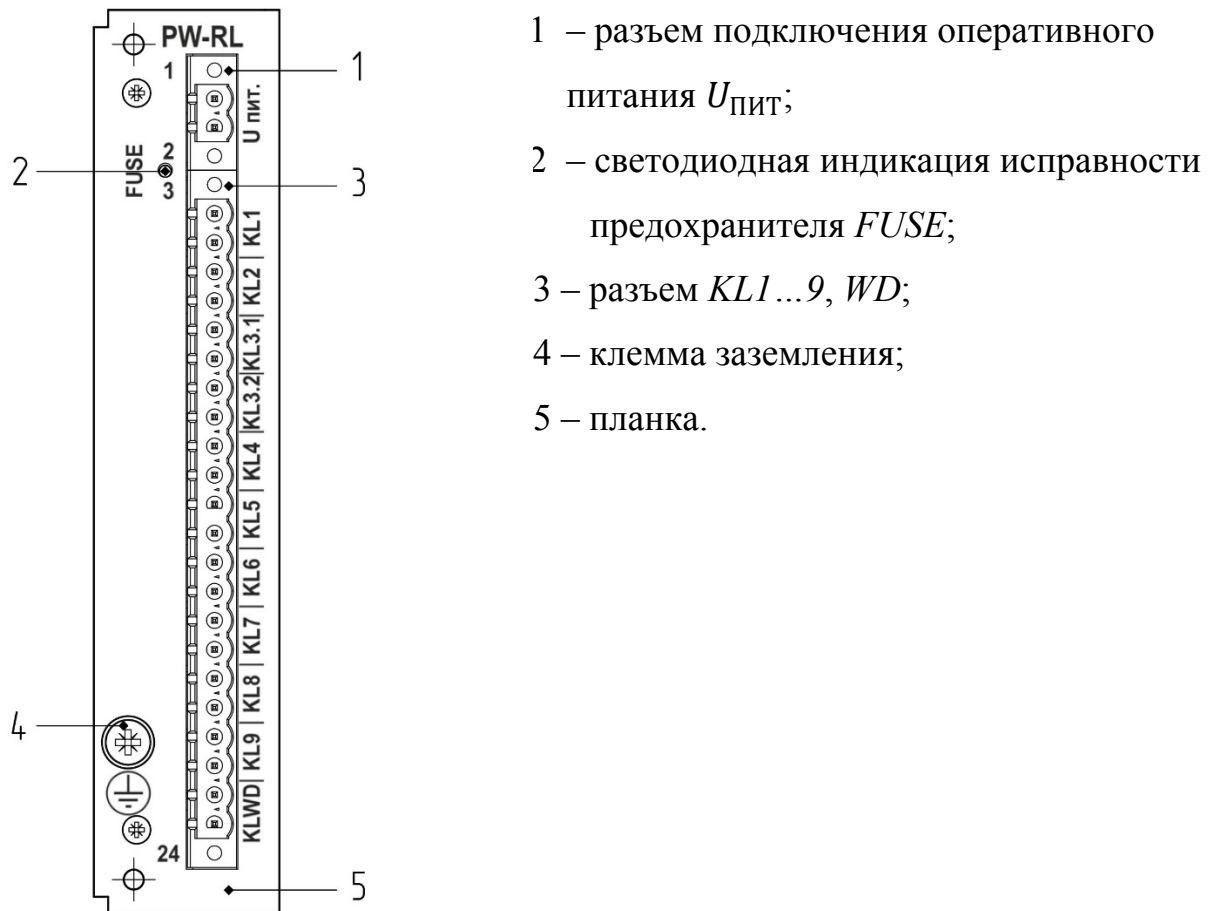 PW-RL
1
1
U пит.
2
FUSE
2
3
3
KL1
KL2 |
KL3.1|
KL3.2|
KL4 |
KL5 |
KL6 |
KL7 |
KL8 |
KL9 |
KLWD|
4
24
5
1 – разъем подключения оперативного
питания U пит;
2 – светодиодная индикация исправности
предохранителя FUSE;
3 – разъем KL1...9, WD;
4 – клемма заземления;
5 – планка.